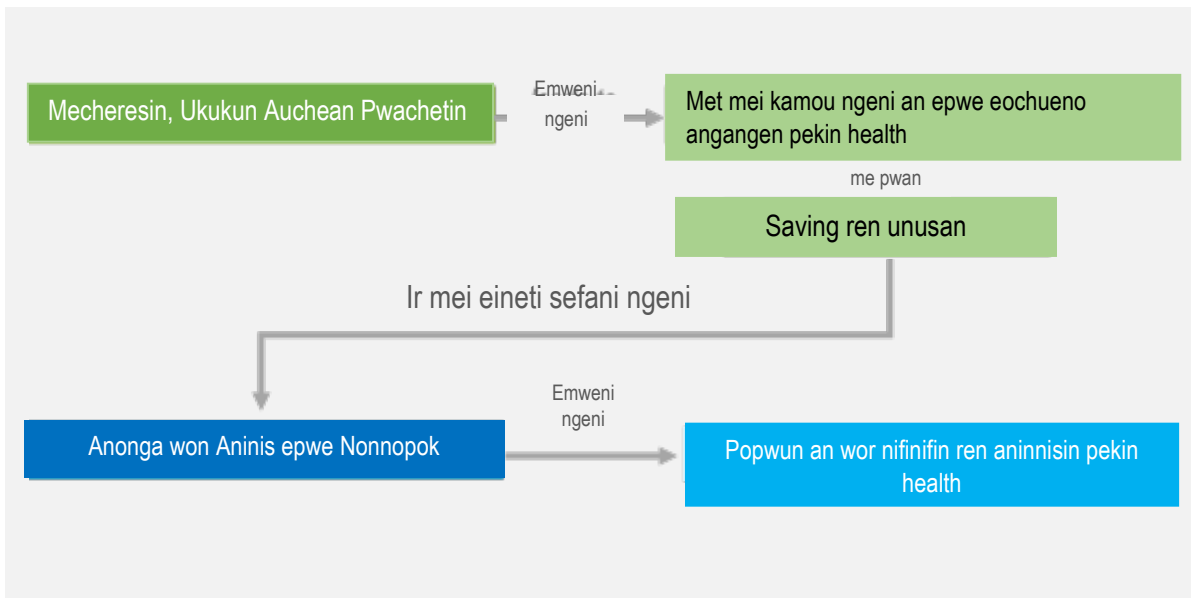 Mecheresin, Ukukun Auchean Pwachetin
Emweni
ngeni
Met mei kamou ngeni an epwe eochueno
angangen pekin health
me pwan
Saving ren unusan
Ir mei eineti sefani ngeni
Anonga won Aninis epwe Nonnopok
Emweni
ngeni
Popwun an wor nifinifin ren aninnisin pekin
health